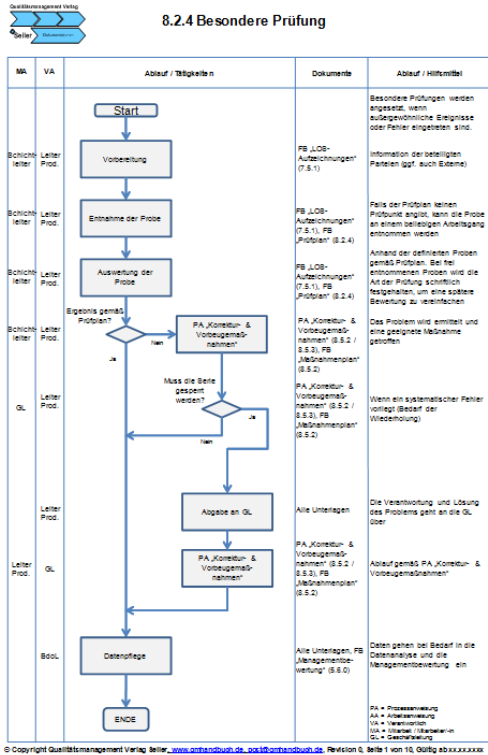 Qualitätsmanagement Verlag
Seiler
Dokumentationen
8.2.4 Besondere Prüfung
MA
VA
Ablauf / Tätigkeiten
Dokumente
Ablauf / Hilfsmittel
Start
Besondere Prüfungen werden
angesetzt, wenn
außergewöhnliche Ereignisse
oder Fehler eingetreten sind.
Schicht-
leiter
Leiter
Prod.
Vorbereitung
FB „LOB-
Aufzeichnungen“
(7.5.1)
Information der beteiligten
Parteien (ggf. auch Externe)
Schicht-
leiter
Leiter
Prod.
Entnahme der Probe
FB „LOB-
Aufzeichnungen“
(7.5.1), FB
„Prüfplan“ (8.2.4)
Falls der Prüfplan keinen
Prüfpunkt angibt, kann die Probe
an einem beliebigen Arbeitsgang
entnommen werden
Schicht-
leiter
Leiter
Prod.
Auswertung der
Probe
FB „LOB-
Aufzeichnungen“
(7.5.1), FB
„Prüfplan“ (8.2.4)
Anhand der definierten Proben
gemäß Prüfplan. Bei frei
entnommenen Proben wird die
Art der Prüfung schriftlich
festgehalten, um eine spätere
Bewertung zu vereinfachen
Ergebnis gemäß
Prüfplan?
Nein
Ja
Schicht-
leiter
Leiter
Prod.
PA „Korrektur- &
Vorbeugemaß-
nahmen“
PA „Korrektur- &
Vorbeugemaß-
nahmen“ (8.5.2 /
8.5.3), FB
„Maßnahmenplan“
(8.5.2)
Das Problem wird ermittelt und
eine geeignete Maßnahme
getroffen
Muss die Serie
gesperrt
werden?
Ja
Nein
GL
Leiter
Prod.
PA „Korrektur- &
Vorbeugemaß-
nahmen“ (8.5.2 /
8.5.3), FB
„Maßnahmenplan“
(8.5.2)
Wenn ein systematischer Fehler
vorliegt (Bedarf der
Wiederholung)
Leiter
Prod.
Abgabe an GL
Alle Unterlagen
Die Verantwortung und Lösung
des Problems geht an die GL
über
Leiter
Prod.
GL
PA „Korrektur- &
Vorbeugemaß-
nahmen“
PA „Korrektur- &
Vorbeugemaß-
nahmen“ (8.5.2 /
8.5.3), FB
„Maßnahmenplan“
(8.5.2)
Ablauf gemäß PA „Korrektur- &
Vorbeugemaßnahmen“
BdoL
Datenpflege
Alle Unterlagen, FB
„Managementbe-
wertung“ (5.6.0)
Daten gehen bei Bedarf in die
Datenanalyse und die
Managementbewertung ein
ENDE
PA = Prozessanweisung
AA = Arbeitsanweisung
VA = Verantwortlich
MA = Mitarbeit / Mitarbeiter/-in
GL = Geschäftsleitung
© Copyright Qualitätsmanagement Verlag Seiler, www.qmhandbuch.de, post@qmhandbuch.de, Revision 0, Seite 1 von 10, Gültig ab xx.xx.xxxx